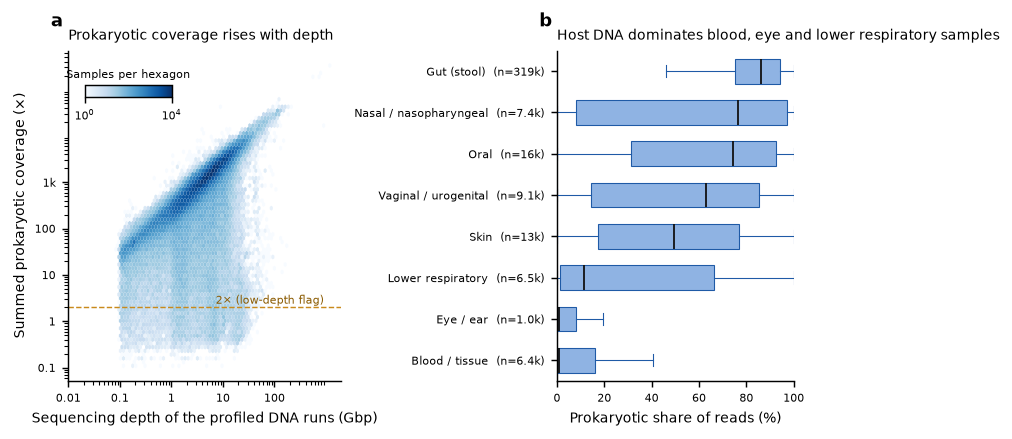 a
Prokaryotic coverage rises with depth
Samples per hexagon
10⁰ 10⁴
Summed prokaryotic coverage (×)
1k
100
10
1
0.1
2× (low-depth flag)
0.01 0.1 1 10 100
Sequencing depth of the profiled DNA runs (Gbp)
b
Host DNA dominates blood, eye and lower respiratory samples
Gut (stool) (n=319k)
Nasal / nasopharyngeal (n=7.4k)
Oral (n=16k)
Vaginal / urogenital (n=9.1k)
Skin (n=13k)
Lower respiratory (n=6.5k)
Eye / ear (n=1.0k)
Blood / tissue (n=6.4k)
0 20 40 60 80 100
Prokaryotic share of reads (%)